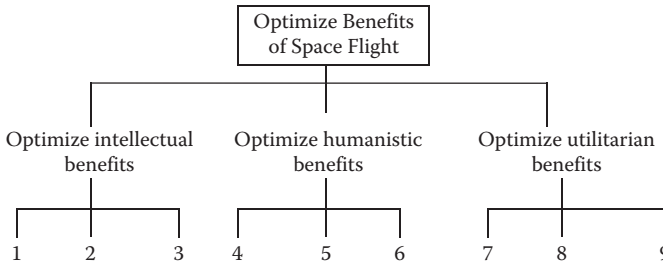 Optimize Benefits
of Space Flight
Optimize intellectual
benefits
Optimize humanistic
benefits
Optimize utilitarian
benefits
1 2 3 4 5 6 7 8 9